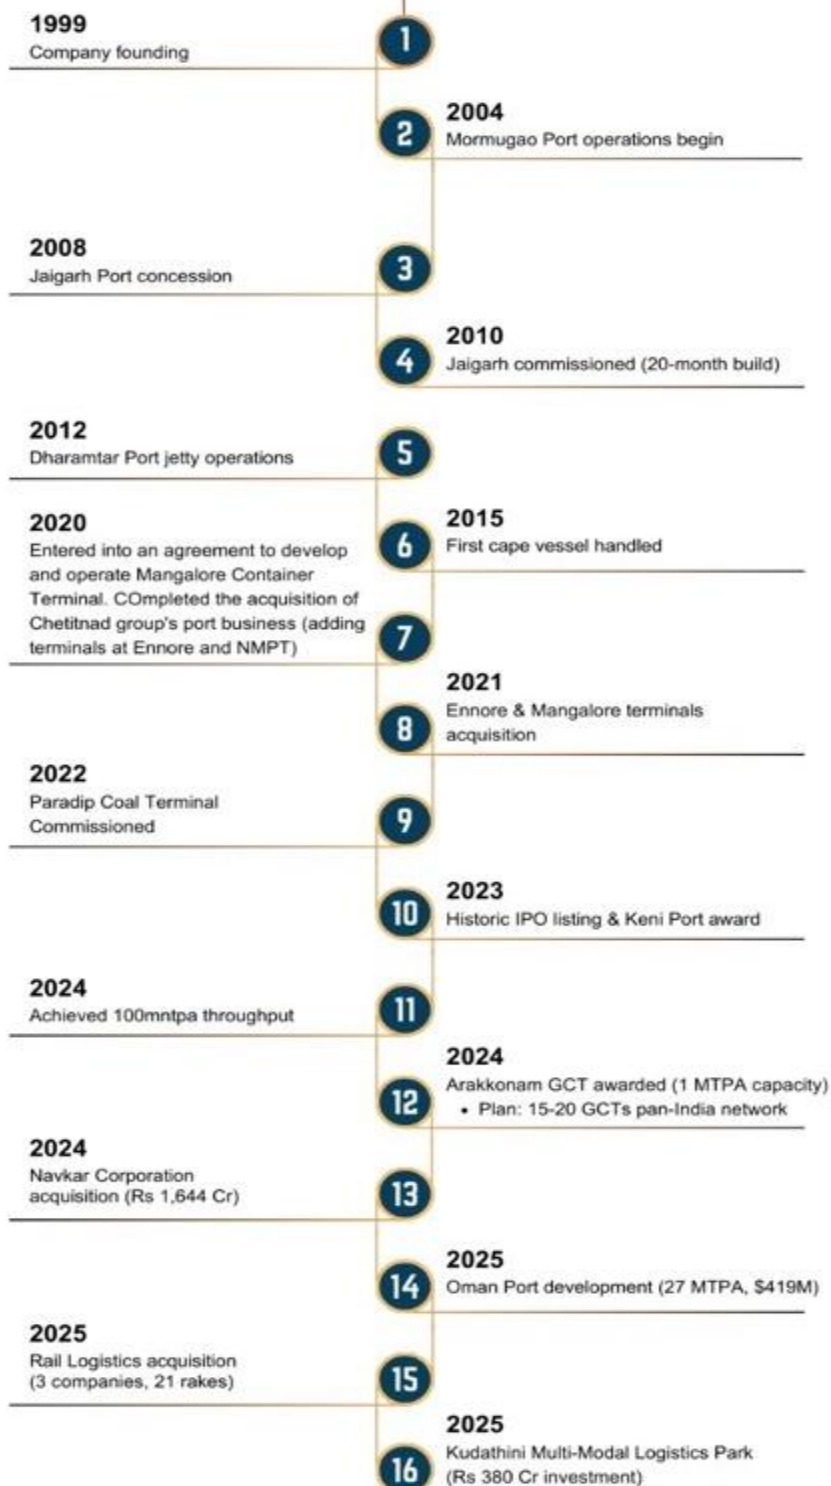 1999
Company founding
1
2004
Mormugao Port operations begin
2
2008
Jaigarh Port concession
3
2010
Jaigarh commissioned (20-month build)
4
2012
Dharamtar Port jetty operations
5
2015
First cape vessel handled
6
2020
Entered into an agreement to develop
and operate Mangalore Container
Terminal. COmpleted the acquisition of
Chetitnad group's port business (adding
terminals at Ennore and NMPT)
7
2021
Ennore & Mangalore terminals
acquisition
8
2022
Paradip Coal Terminal
Commissioned
9
2023
Historic IPO listing & Keni Port award
10
2024
Achieved 100mntpa throughput
11
2024
Arakkonam GCT awarded (1 MTPA capacity)
• Plan: 15-20 GCTs pan-India network
12
2024
Navkar Corporation
acquisition (Rs 1,644 Cr)
13
2025
Oman Port development (27 MTPA, $419M)
14
2025
Rail Logistics acquisition
(3 companies, 21 rakes)
15
2025
Kudathini Multi-Modal Logistics Park
(Rs 380 Cr investment)
16